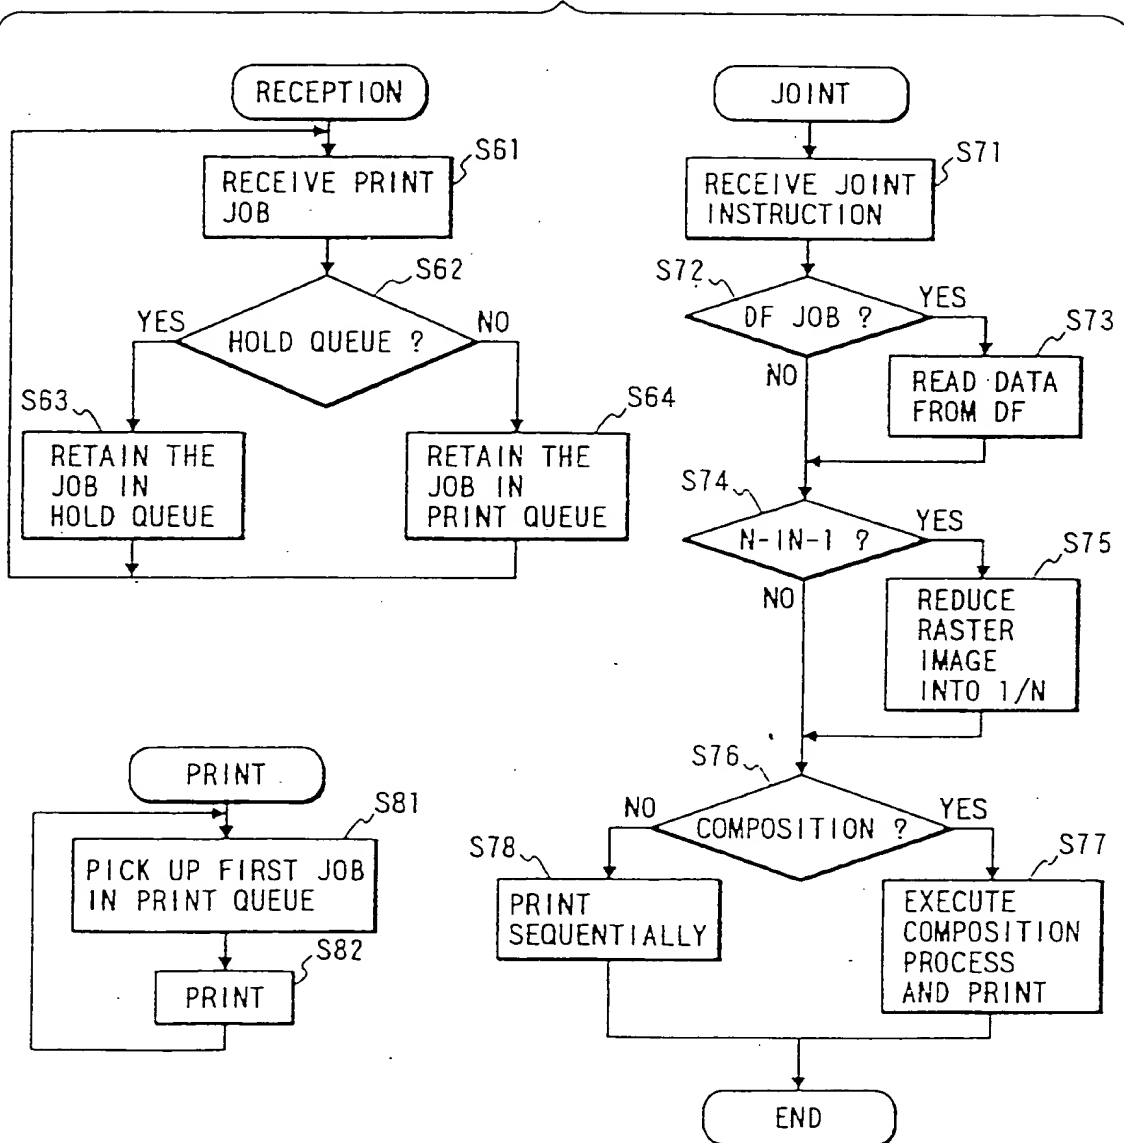 RECEPTION
S61
RECEIVE PRINT
JOB
S62
YES
HOLD QUEUE ?
NO
S63
RETAIN THE
JOB IN
HOLD QUEUE
S64
RETAIN THE
JOB IN
PRINT QUEUE
PRINT
S81
PICK UP FIRST JOB
IN PRINT QUEUE
S82
PRINT
JOINT
S71
RECEIVE JOINT
INSTRUCTION
S72
DF JOB ?
YES
NO
S73
READ DATA
FROM DF
S74
N-IN-1 ?
YES
NO
S75
REDUCE
RASTER
IMAGE
INTO 1/N
S76
NO
COMPOSITION ?
YES
S78
PRINT
SEQUENTIALLY
S77
EXECUTE
COMPOSITION
PROCESS
AND PRINT
END